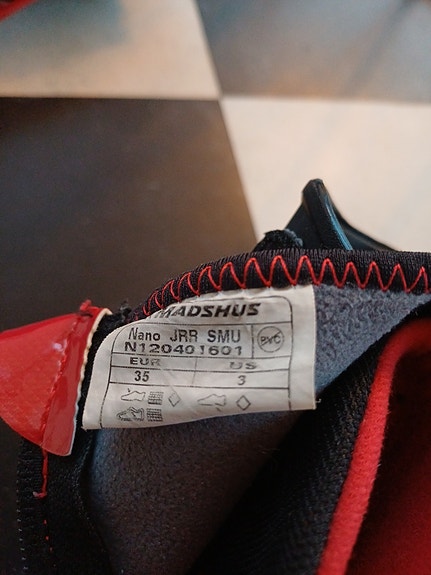 MADSHUS
Nano JRR SMU
PVC
N120401601
EUR US
35 3